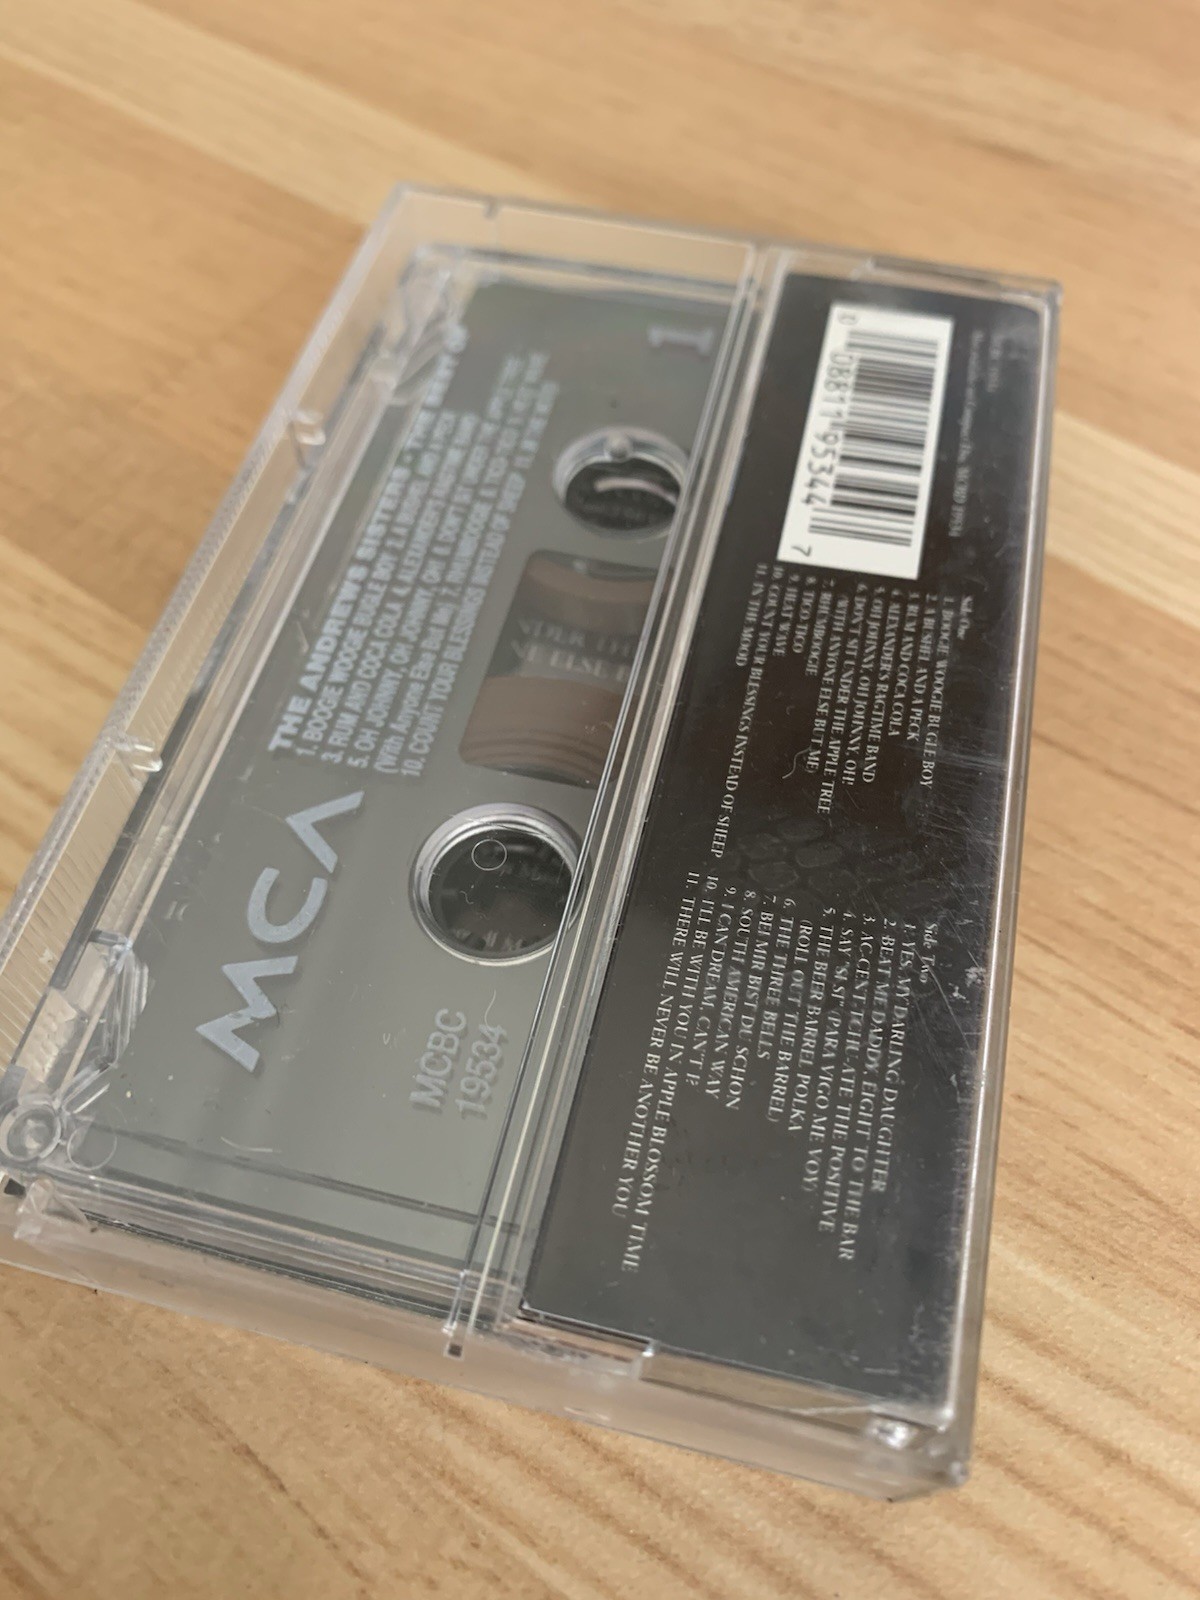 THE ANDREWS SISTERS - THE BEST OF
1
1. BOOGIE WOOGIE BUGLE BOY 2. A BUSHEL AND A PECK
3. RUM AND COCA COLA 4. ALEXANDER'S RAGTIME BAND
5. OH JOHNNY, OH JOHNNY, OH! 6. DON'T SIT UNDER THE APPLE TREE
(With Anyone Else But Me) 7. RHUMBOOGIE 8. TICO-TICO 9. HEAT WAVE
10. COUNT YOUR BLESSINGS INSTEAD OF SHEEP 11. IN THE MOOD
MCA
MCBC
19534
MCBD 19534
0 08811 95344 7
Side One
1. BOOGIE WOOGIE BUGLE BOY
2. A BUSHEL AND A PECK
3. RUM AND COCA COLA
4. ALEXANDER'S RAGTIME BAND
5. OH JOHNNY, OH JOHNNY, OH!
6. DON'T SIT UNDER THE APPLE TREE
(WITH ANYONE ELSE BUT ME)
7. RHUMBOOGIE
8. TICO TICO
9. HEAT WAVE
10. COUNT YOUR BLESSINGS INSTEAD OF SHEEP
11. IN THE MOOD
Side Two
1. YES, MY DARLING DAUGHTER
2. BEAT ME DADDY, EIGHT TO THE BAR
3. AC-CENT-TCHU-ATE THE POSITIVE
4. SAY "SI SI" (PARA VIGO ME VOY)
5. THE BEER BARREL POLKA
(ROLL OUT THE BARREL)
6. THE THREE BELLS
7. BEI MIR BIST DU SCHON
8. SOUTH AMERICAN WAY
9. I CAN DREAM, CAN'T I?
10. I'LL BE WITH YOU IN APPLE BLOSSOM TIME
11. THERE WILL NEVER BE ANOTHER YOU